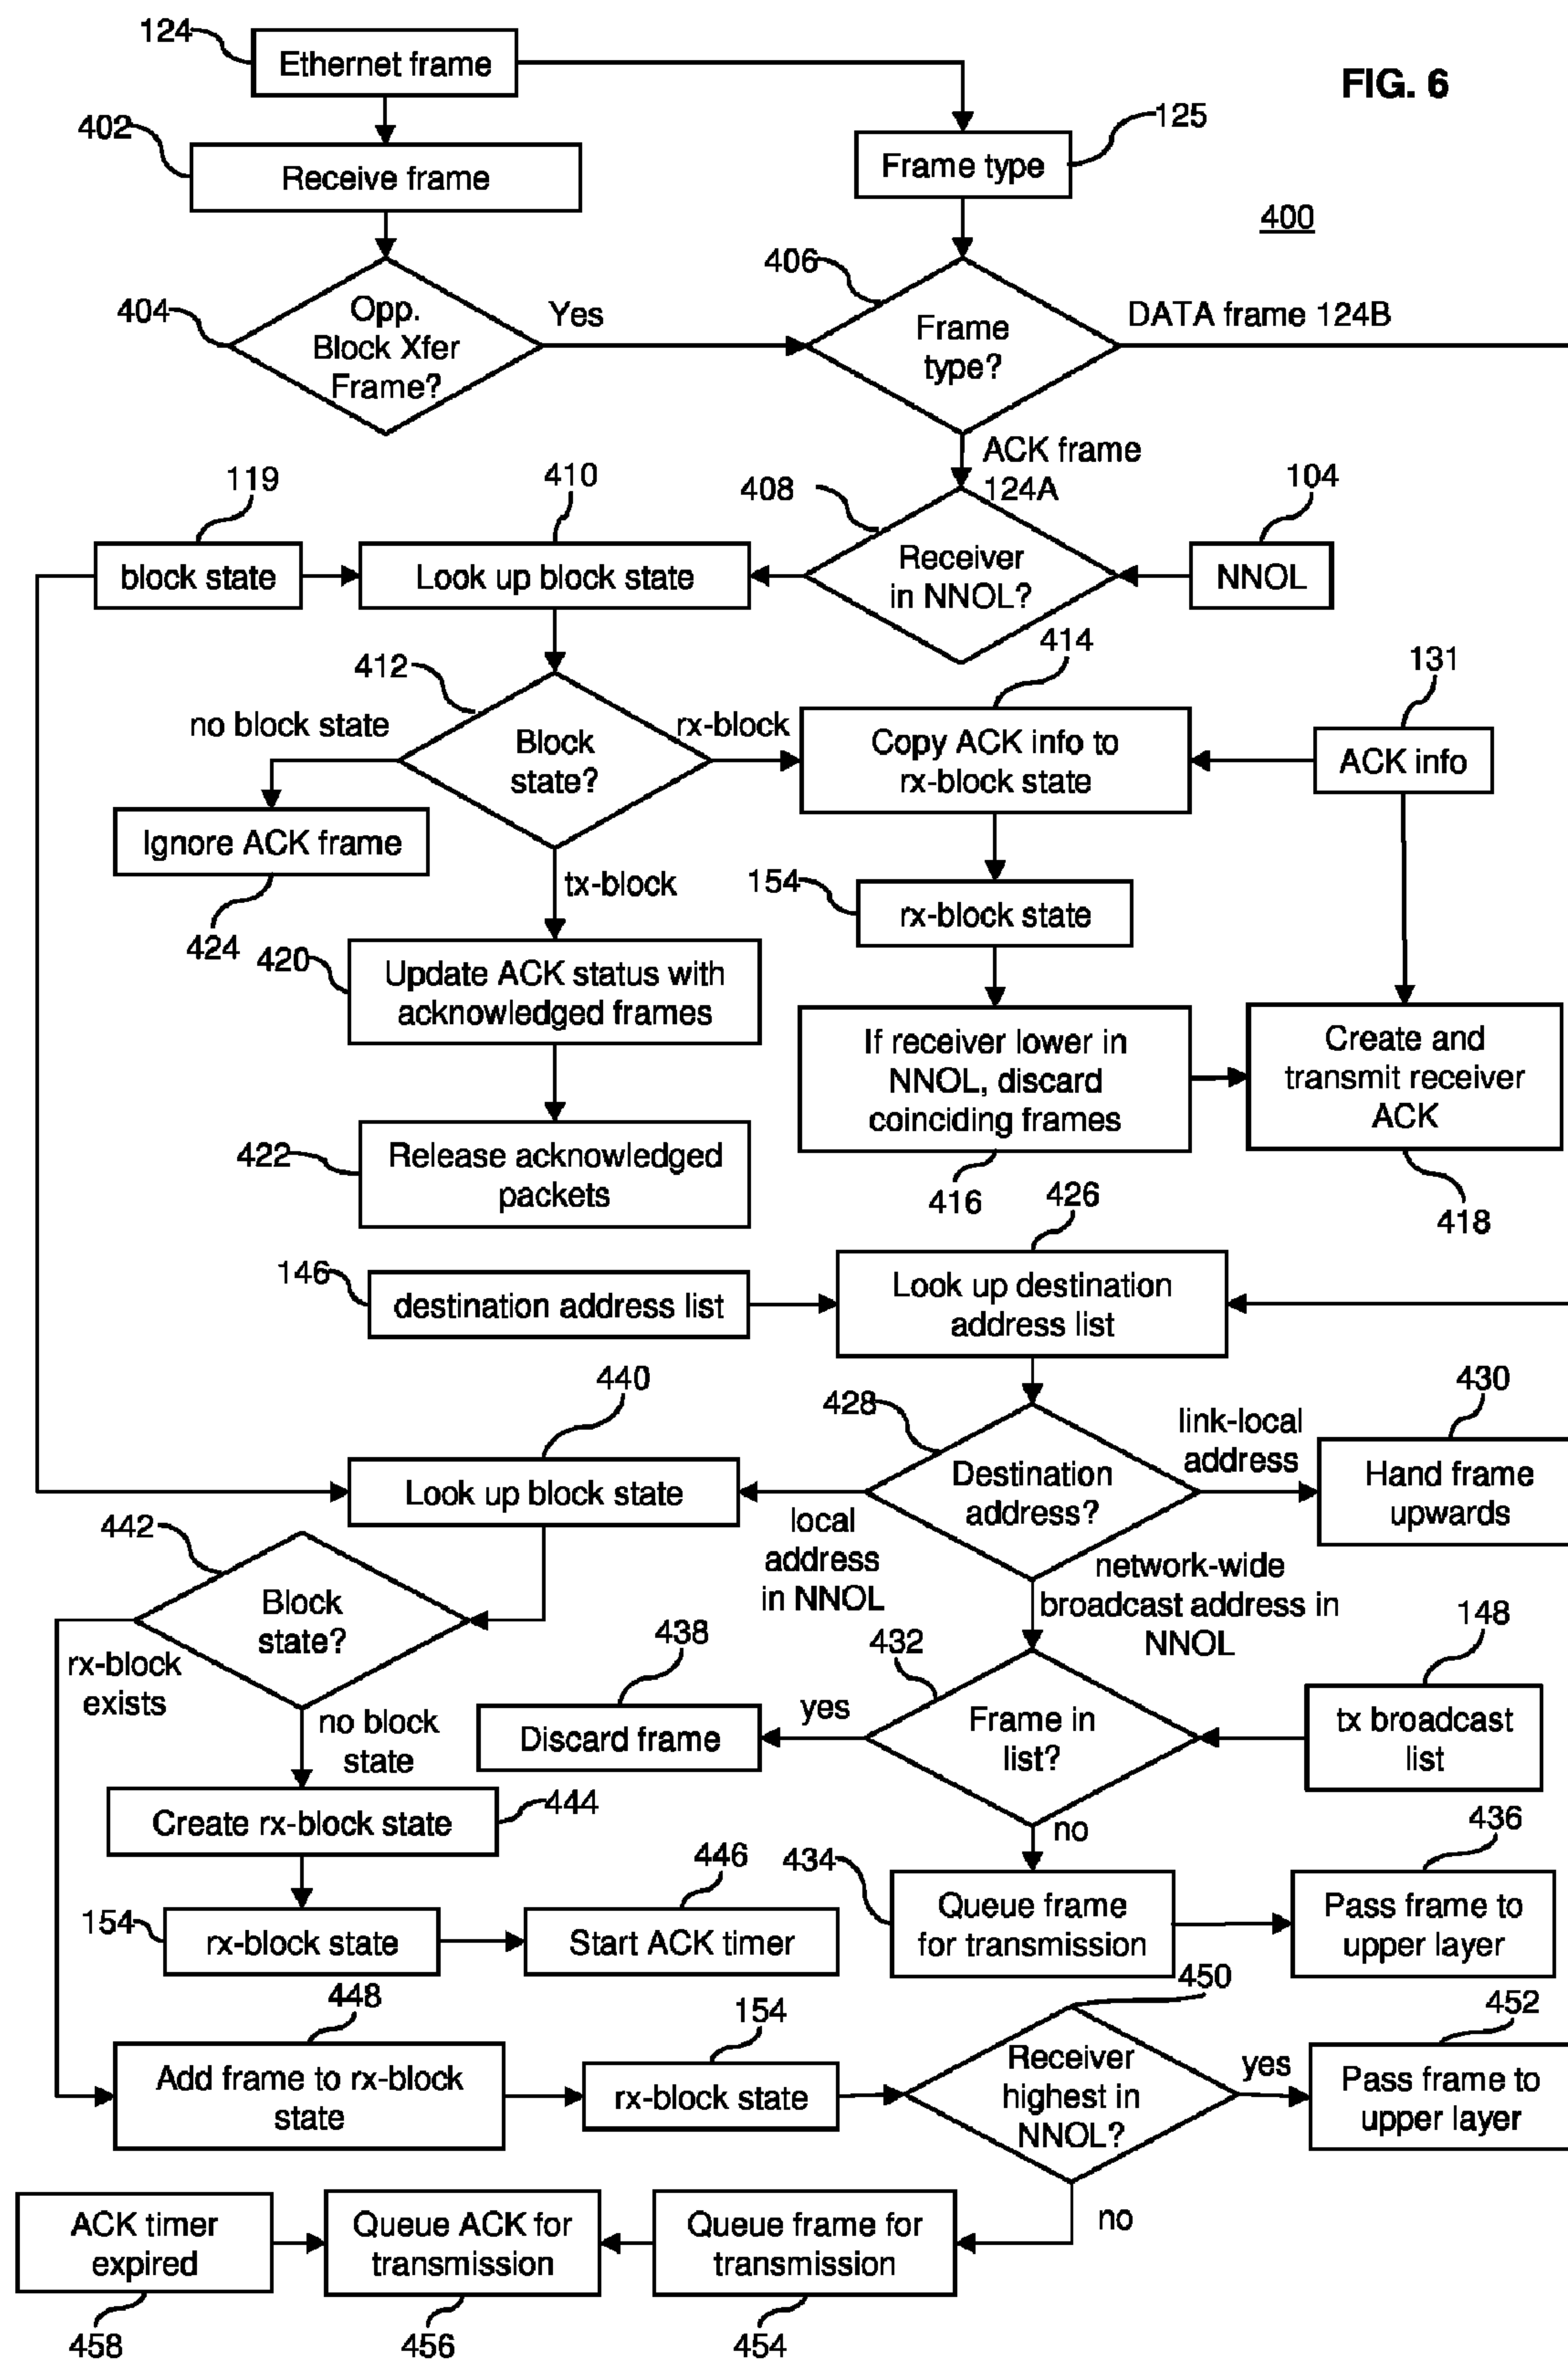 124
Ethernet frame
FIG. 6
402
125
Receive frame
Frame type
400
406
404
Opp.
Block Xfer
Frame?
Yes
Frame
type?
DATA frame 124B
ACK frame
124A
119
410
408
104
block state
Look up block state
Receiver
in NNOL?
NNOL
414
412
131
no block state
Block
state?
rx-block
Copy ACK info to
rx-block state
ACK info
Ignore ACK frame
tx-block
154
rx-block state
424
420
Update ACK status with
acknowledged frames
If receiver lower in
NNOL, discard
coinciding frames
Create and
transmit receiver
ACK
422
Release acknowledged
packets
416
426
418
146
destination address list
Look up destination
address list
440
428
430
link-local
address
Look up block state
Destination
address?
Hand frame
upwards
442
local
address
in NNOL
network-wide
broadcast address in
NNOL
Block
state?
438
432
148
rx-block
exists
yes
Discard frame
Frame in
list?
tx broadcast
list
no block
state
444
Create rx-block state
no
436
446
434
154
rx-block state
Start ACK timer
Queue frame
for transmission
Pass frame to
upper layer
448
154
450
452
Add frame to rx-block
state
rx-block state
Receiver
highest in
NNOL?
yes
Pass frame to
upper layer
no
ACK timer
expired
Queue ACK for
transmission
Queue frame for
transmission
458
456
454